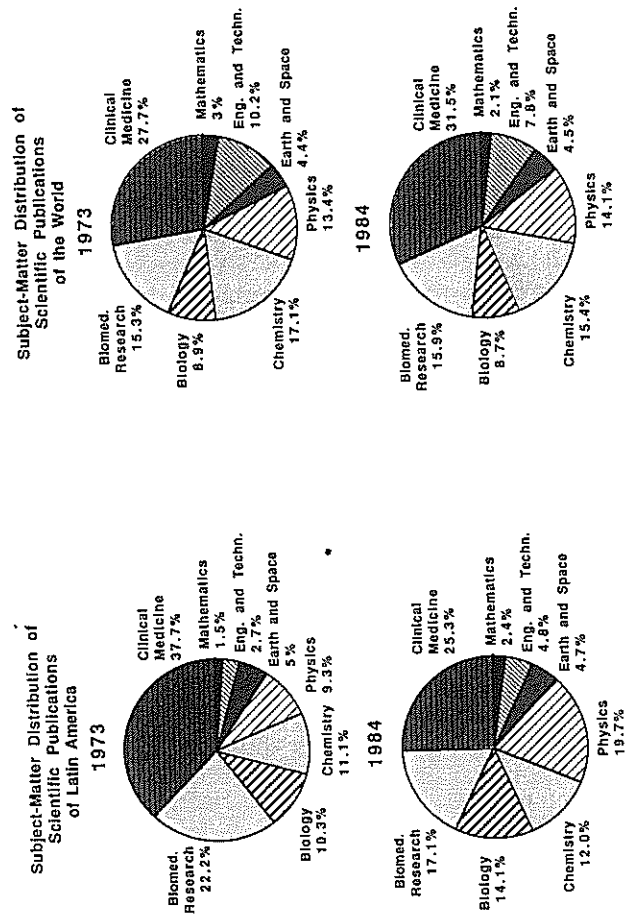 Subject-Matter Distribution of
Scientific Publications
of Latin America
1973
Clinical
Medicine
37.7%
Mathematics
1.5%
Eng. and Techn.
2.7%
Earth and Space
5%
Physics
9.3%
Chemistry
11.1%
Biology
10.3%
Biomed.
Research
22.2%
1984
Clinical
Medicine
25.3%
Mathematics
2.4%
Eng. and Techn.
4.8%
Earth and Space
4.7%
Physics
19.7%
Chemistry
12.0%
Biology
14.1%
Biomed.
Research
17.1%
Subject-Matter Distribution of
Scientific Publications
of the World
1973
Clinical
Medicine
27.7%
Mathematics
3%
Eng. and Techn.
10.2%
Earth and Space
4.4%
Physics
13.4%
Chemistry
17.1%
Biology
8.9%
Biomed.
Research
15.3%
1984
Clinical
Medicine
31.5%
Mathematics
2.1%
Eng. and Techn.
7.8%
Earth and Space
4.5%
Physics
14.1%
Chemistry
15.4%
Biology
8.7%
Biomed.
Research
15.9%